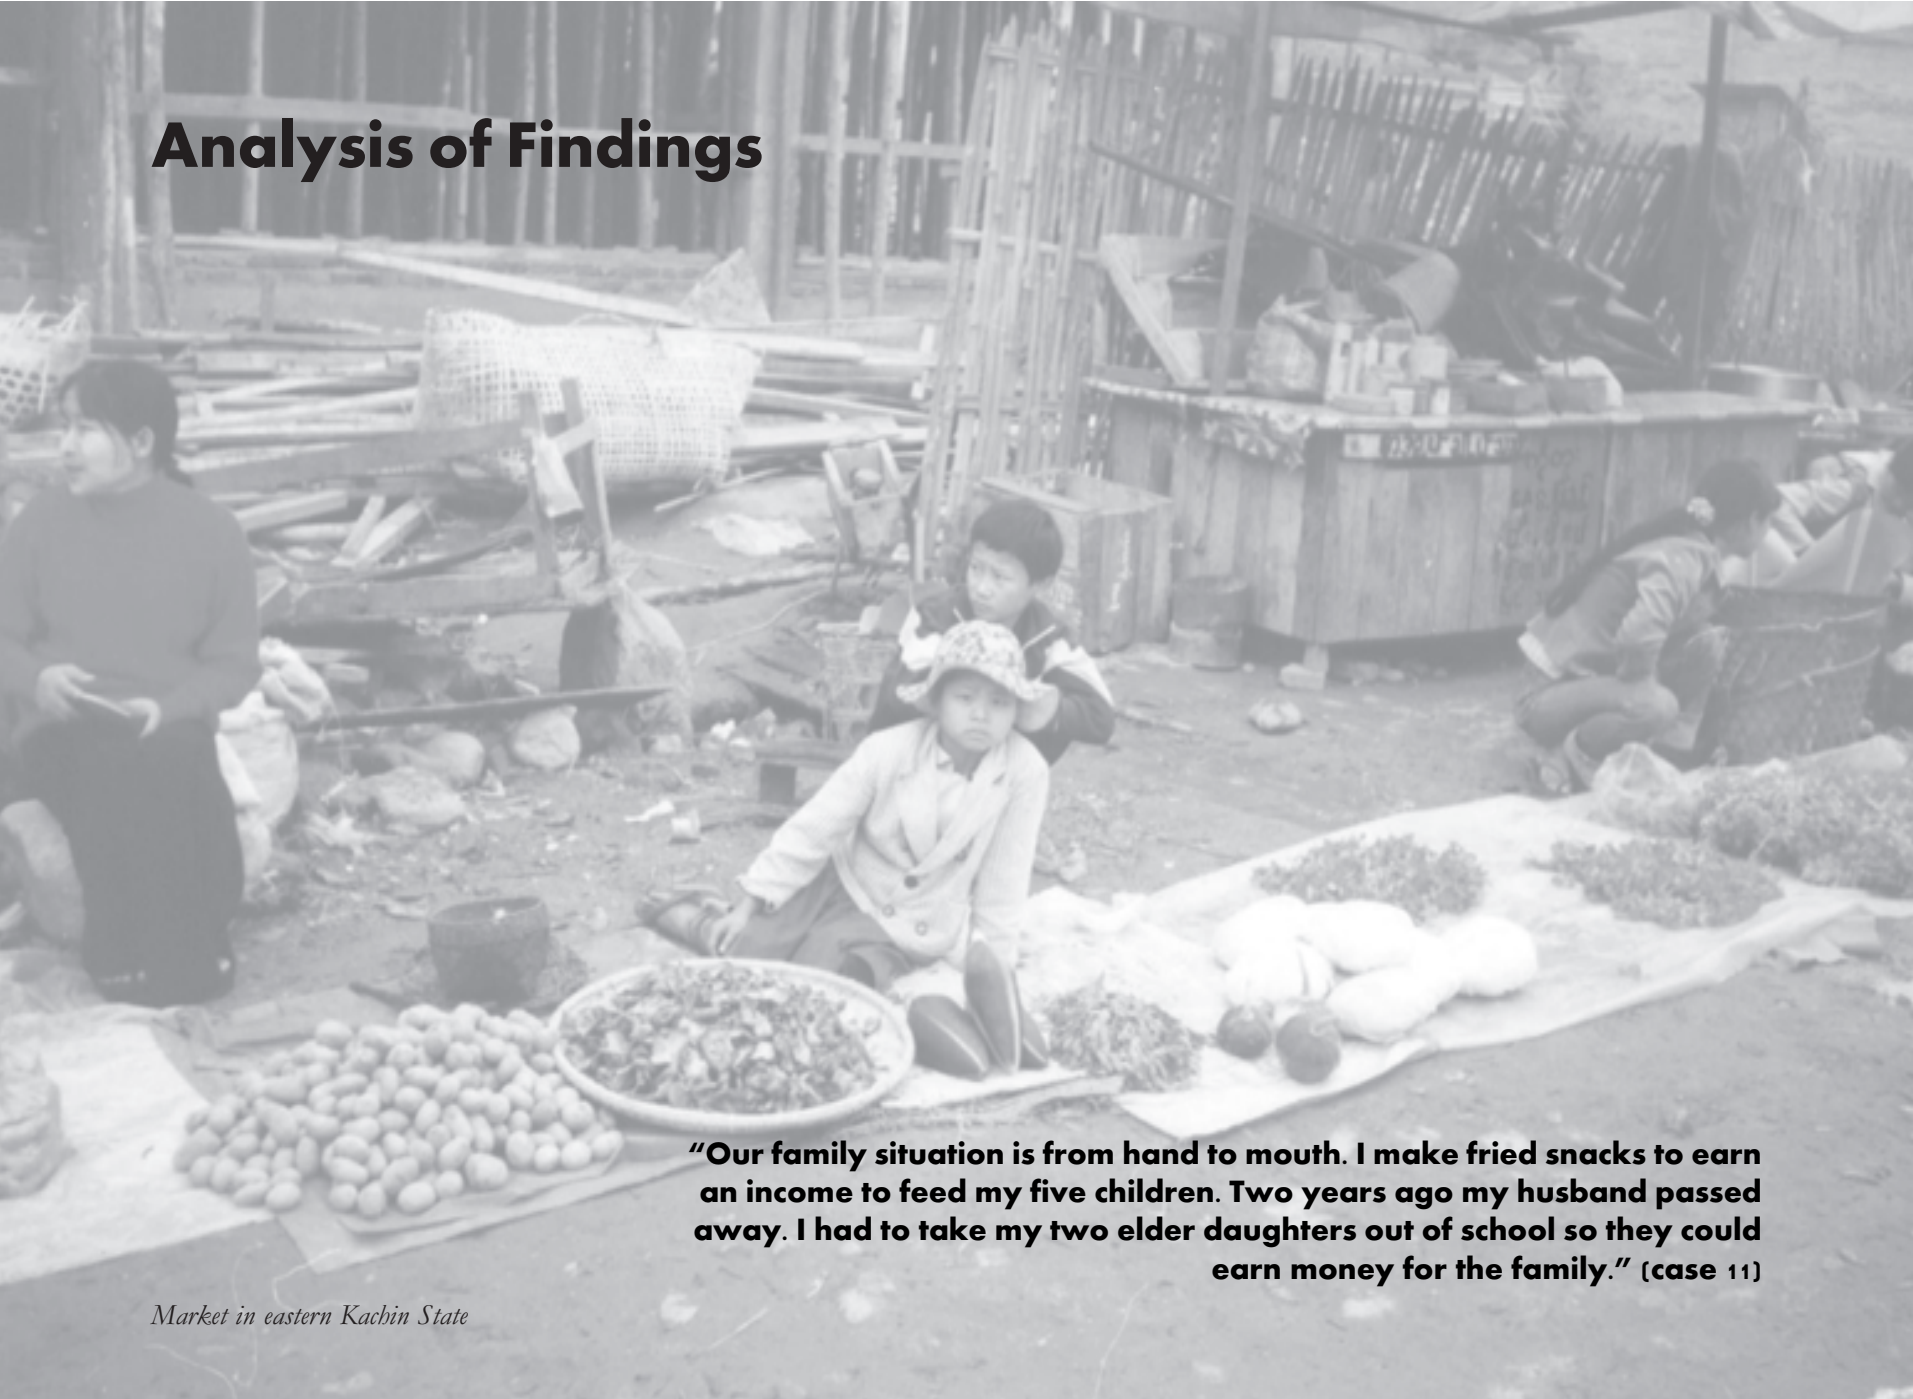 Analysis of Findings
“Our family situation is from hand to mouth. I make fried snacks to earn
an income to feed my five children. Two years ago my husband passed
away. I had to take my two elder daughters out of school so they could
earn money for the family.” (case 11)
Market in eastern Kachin State